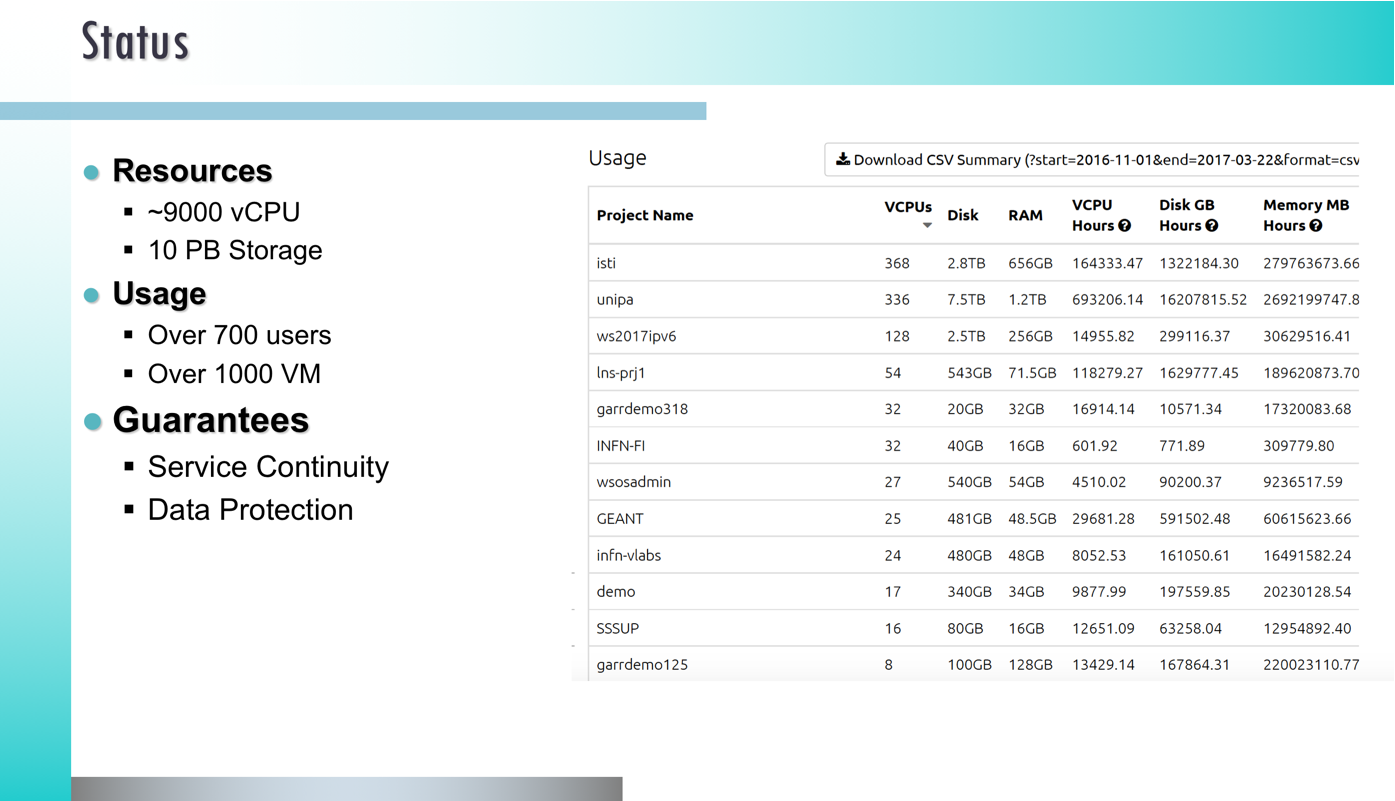 Status
Resources
~9000 vCPU
10 PB Storage
Usage
Over 700 users
Over 1000 VM
Guarantees
Service Continuity
Data Protection
Usage
Download CSV Summary (?start=2016-11-01&end=2017-03-22&format=csv
Project Name VCPUs Disk RAM VCPU Hours Disk GB Hours Memory MB Hours
isti 368 2.8TB 656GB 164333.47 1322184.30 279763673.66
unipa 336 7.5TB 1.2TB 693206.14 16207815.52 2692199747.8
ws2017ipv6 128 2.5TB 256GB 14955.82 299116.37 30629516.41
lns-prj1 54 543GB 71.5GB 118279.27 1629777.45 189620873.70
garrdemo318 32 20GB 32GB 16914.14 10571.34 17320083.68
INFN-FI 32 40GB 16GB 601.92 771.89 309779.80
wsosadmin 27 540GB 54GB 4510.02 90200.37 9236517.59
GEANT 25 481GB 48.5GB 29681.28 591502.48 60615623.66
infn-vlabs 24 480GB 48GB 8052.53 161050.61 16491582.24
demo 17 340GB 34GB 9877.99 197559.85 20230128.54
SSSUP 16 80GB 16GB 12651.09 63258.04 12954892.40
garrdemo125 8 100GB 128GB 13429.14 167864.31 220023110.77